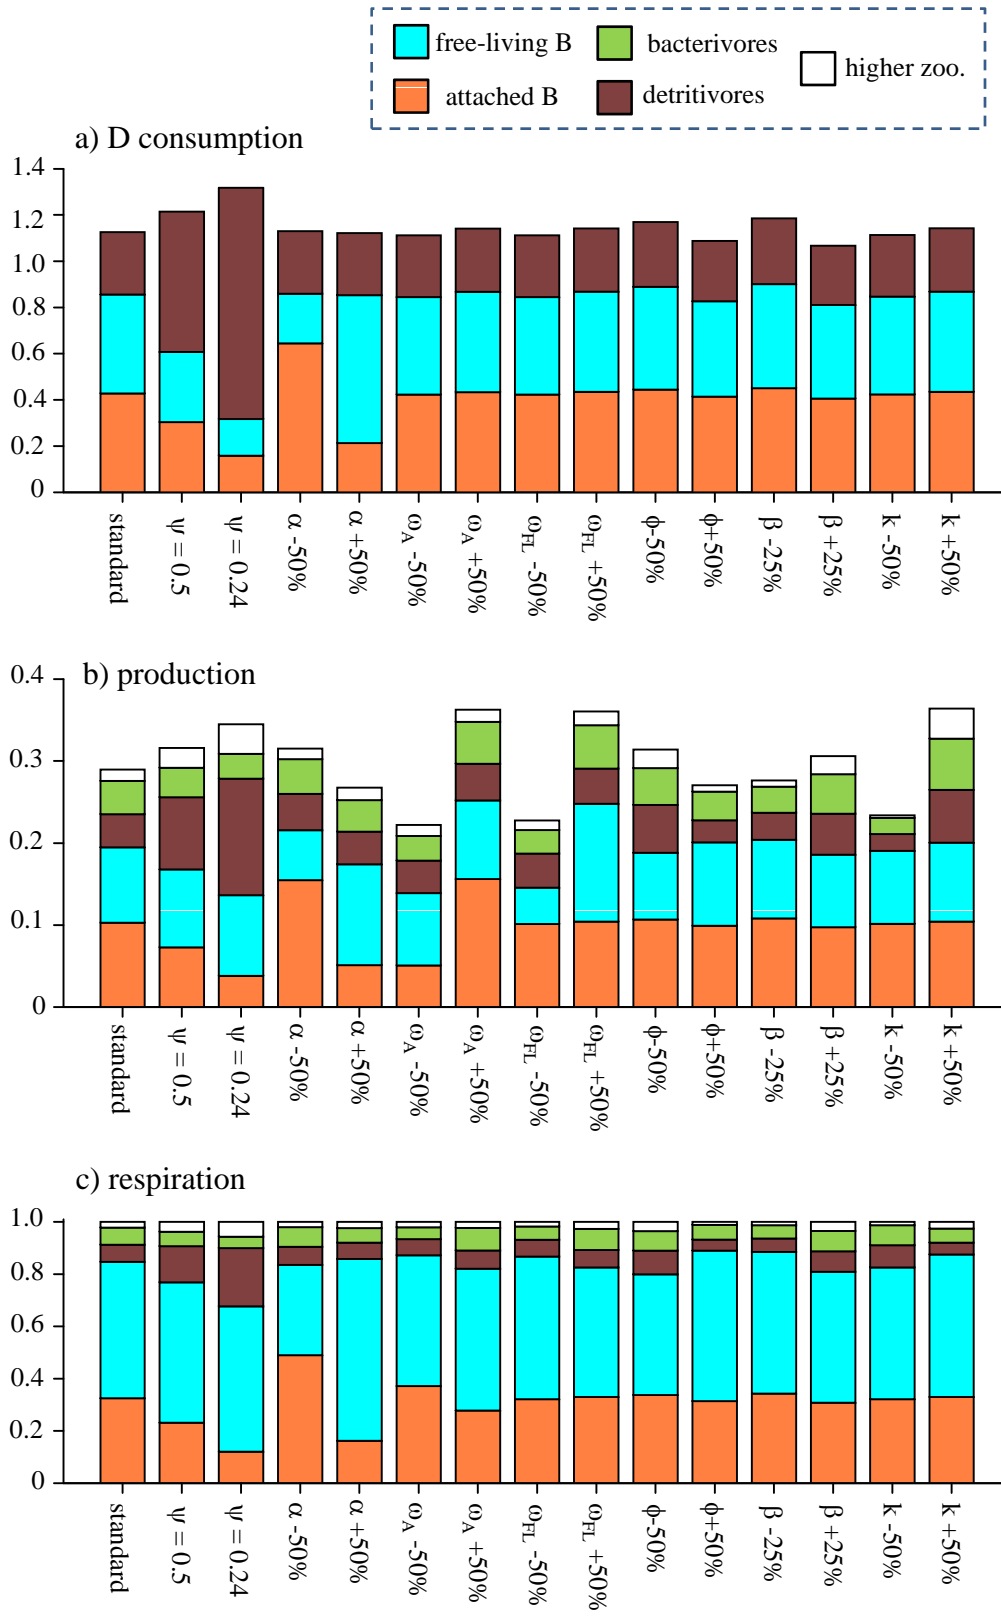 free-living B
bacterivores
higher zoo.
attached B
detritivores
a) D consumption
1.4
1.2
1.0
0.8
0.6
0.4
0.2
0
standard
ψ = 0.5
ψ = 0.24
α -50%
α +50%
ωA -50%
ωA +50%
ωFL -50%
ωFL +50%
ϕ-50%
ϕ+50%
β -25%
β +25%
k -50%
k +50%
b) production
0.4
0.3
0.2
0.1
0
standard
ψ = 0.5
ψ = 0.24
α -50%
α +50%
ωA -50%
ωA +50%
ωFL -50%
ωFL +50%
ϕ-50%
ϕ+50%
β -25%
β +25%
k -50%
k +50%
c) respiration
1.0
0.8
0.6
0.4
0.2
0
standard
ψ = 0.5
ψ = 0.24
α -50%
α +50%
ωA -50%
ωA +50%
ωFL -50%
ωFL +50%
ϕ-50%
ϕ+50%
β -25%
β +25%
k -50%
k +50%